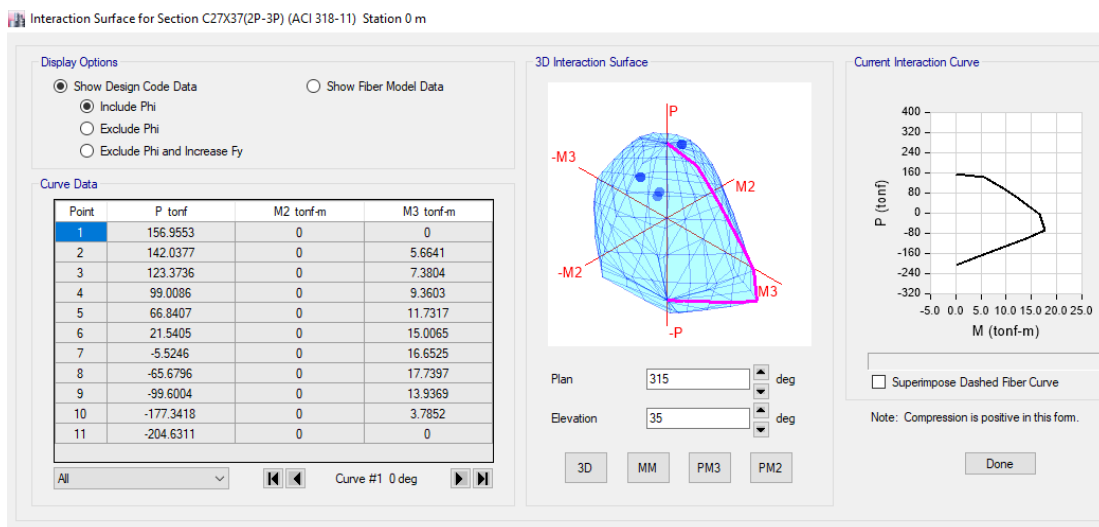 Interaction Surface for Section C27X37(2P-3P) (ACI 318-11) Station 0 m
Display Options
Show Design Code Data
Show Fiber Model Data
Include Phi
Exclude Phi
Exclude Phi and Increase Fy
Curve Data
Point P tonf M2 tonf-m M3 tonf-m
1 156.9553 0 0
2 142.0377 0 5.6641
3 123.3736 0 7.3804
4 99.0086 0 9.3603
5 66.8407 0 11.7317
6 21.5405 0 15.0065
7 -5.5246 0 16.6525
8 -65.6796 0 17.7397
9 -99.6004 0 13.9369
10 -177.3418 0 3.7852
11 -204.6311 0 0
All
Curve #1 0 deg
3D Interaction Surface
P
-M3
M2
-M2
M3
-P
Plan 315 deg
Elevation 35 deg
3D MM PM3 PM2
Current Interaction Curve
400
320
240
160
80
0
-80
-160
-240
-320
P (tonf)
-5.0 0.0 5.0 10.0 15.0 20.0 25.0
M (tonf-m)
Superimpose Dashed Fiber Curve
Note: Compression is positive in this form.
Done